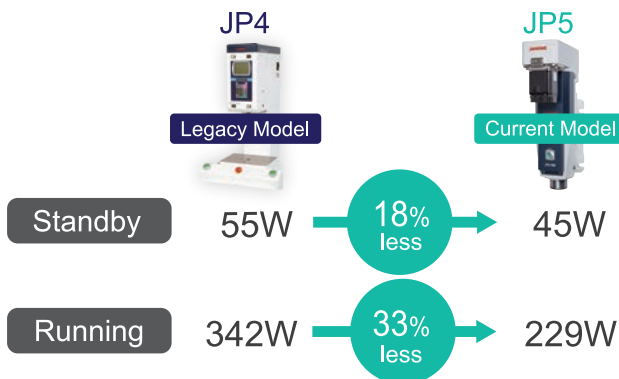 JP4
JP5
Legacy Model
Current Model
Standby
55W
18%
less
45W
Running
342W
33%
less
229W